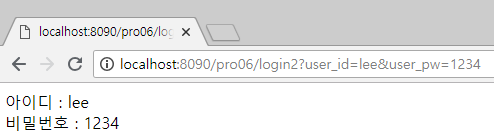 localhost:8090/pro06/log
localhost:8090/pro06/login2?user_id=lee&user_pw=1234
아이디 : lee
비밀번호 : 1234